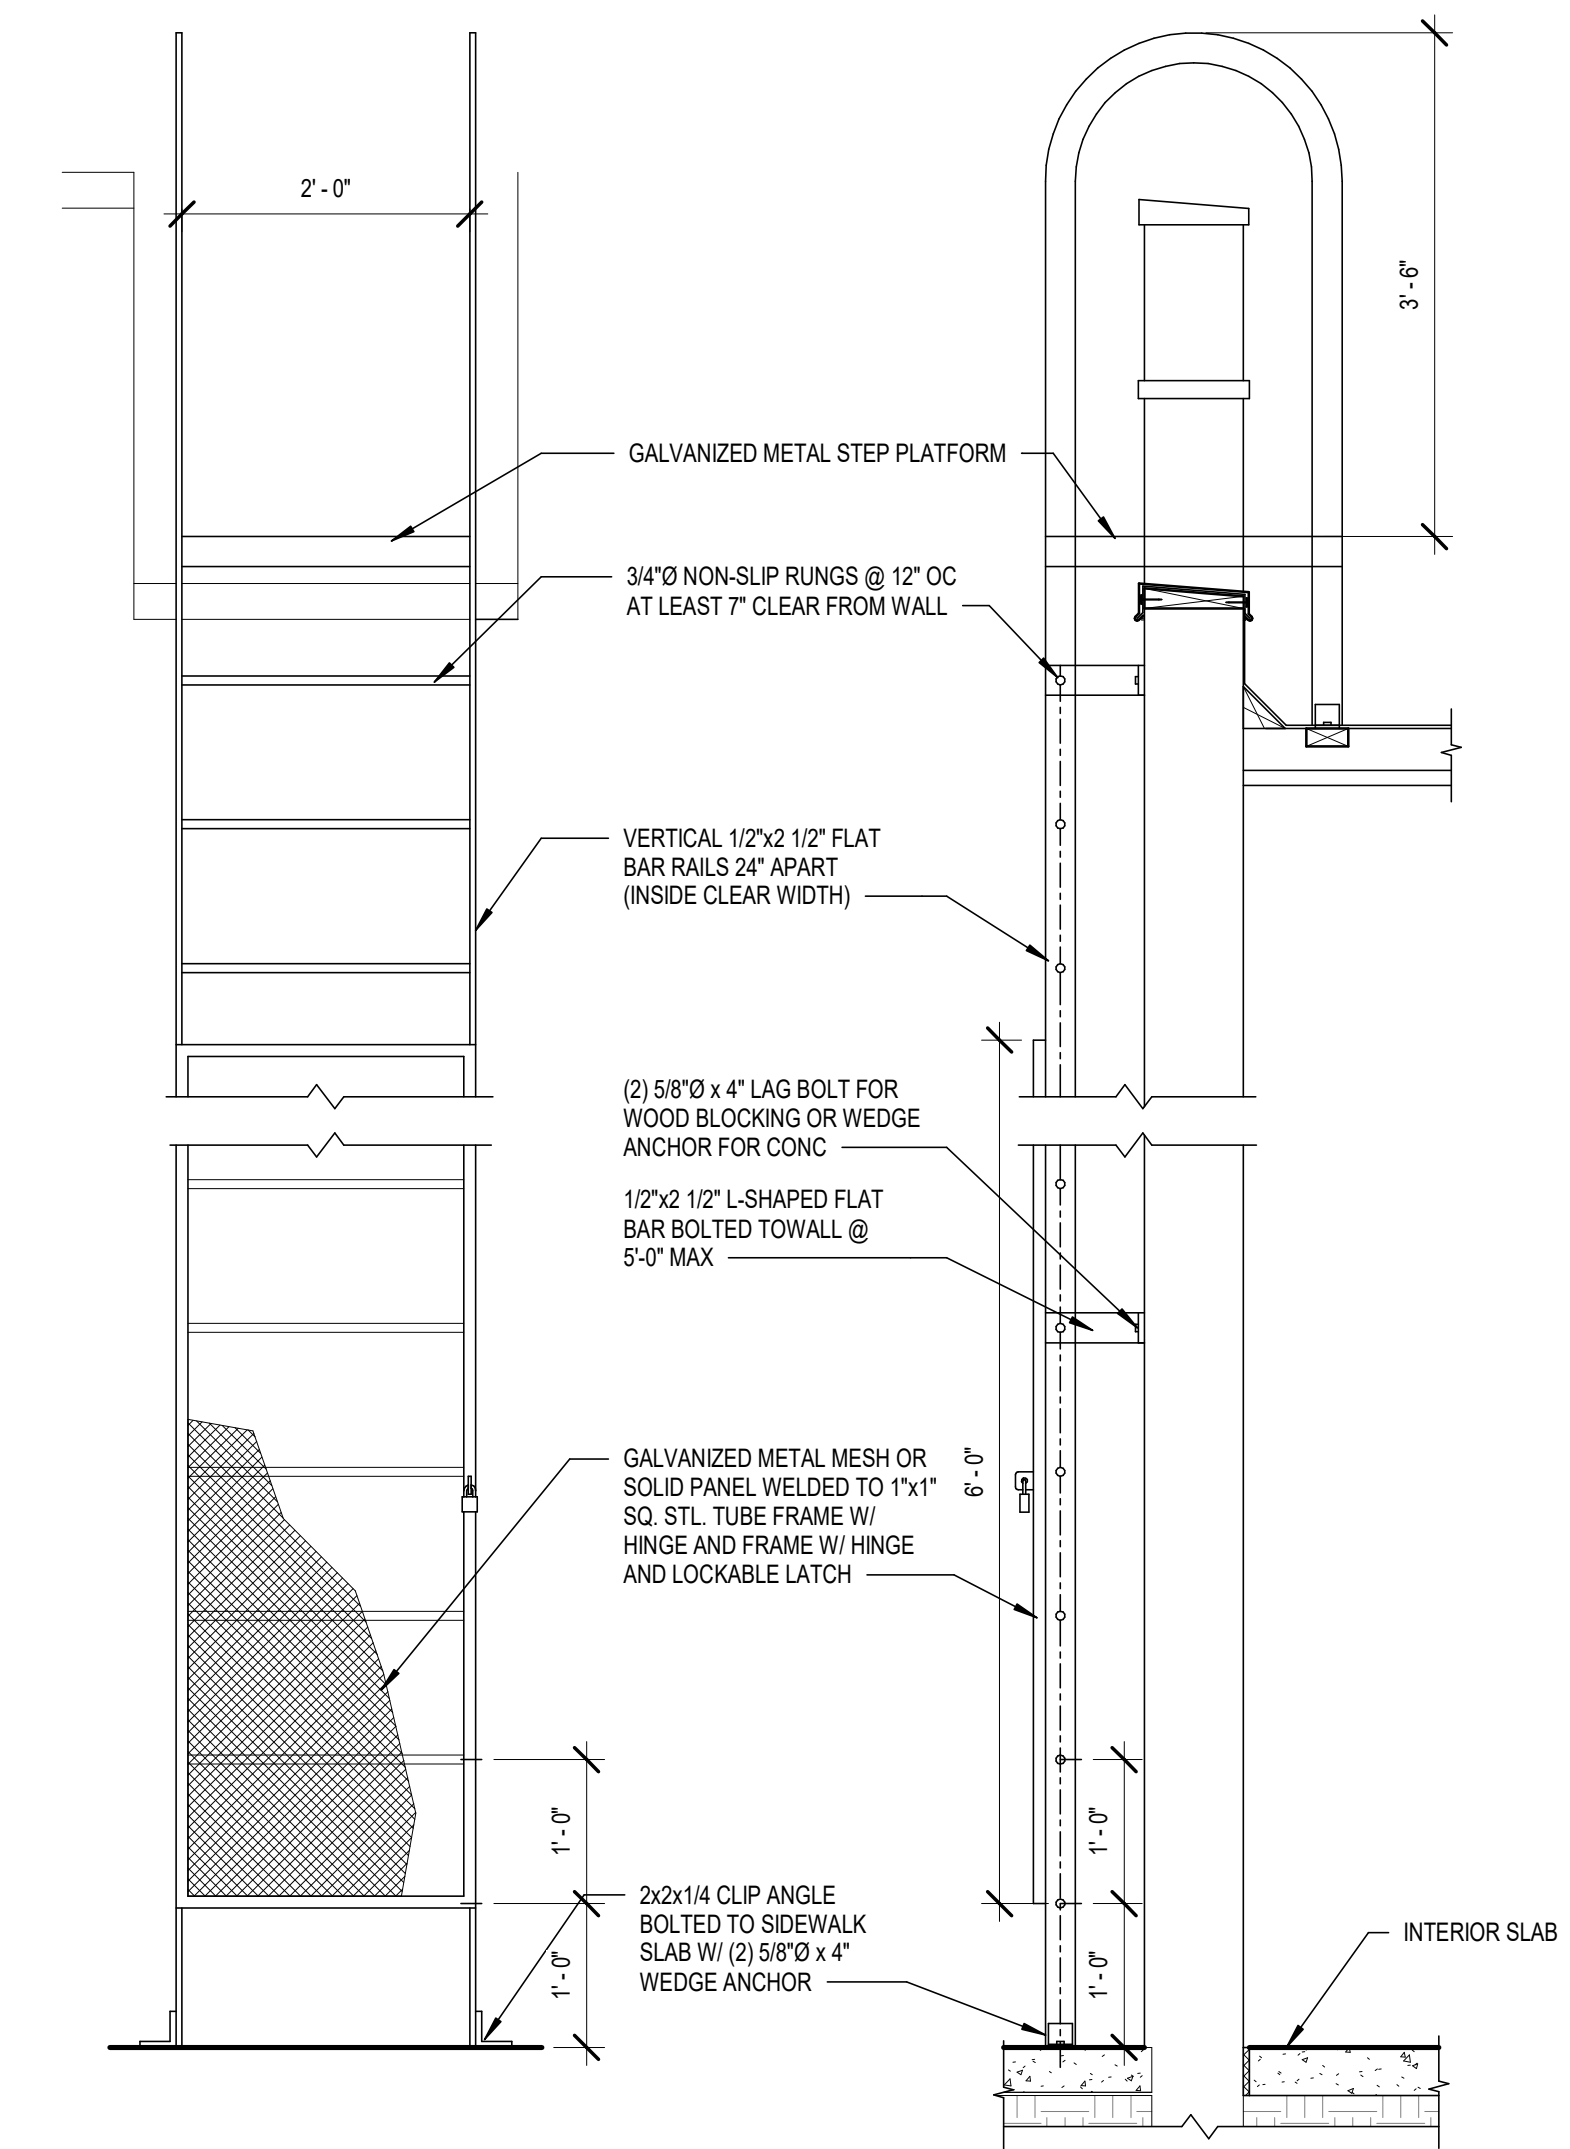 2' - 0"
3' - 6"
GALVANIZED METAL STEP PLATFORM
3/4"Ø NON-SLIP RUNGS @ 12" OC
AT LEAST 7" CLEAR FROM WALL
VERTICAL 1/2"x2 1/2" FLAT
BAR RAILS 24" APART
(INSIDE CLEAR WIDTH)
(2) 5/8"Ø x 4" LAG BOLT FOR
WOOD BLOCKING OR WEDGE
ANCHOR FOR CONC
1/2"x2 1/2" L-SHAPED FLAT
BAR BOLTED TOWALL @
5'-0" MAX
GALVANIZED METAL MESH OR
SOLID PANEL WELDED TO 1"x1"
SQ. STL. TUBE FRAME W/
HINGE AND FRAME W/ HINGE
AND LOCKABLE LATCH
6' - 0"
1' - 0"
1' - 0"
2x2x1/4 CLIP ANGLE
BOLTED TO SIDEWALK
SLAB W/ (2) 5/8"Ø x 4"
WEDGE ANCHOR
1' - 0"
1' - 0"
INTERIOR SLAB